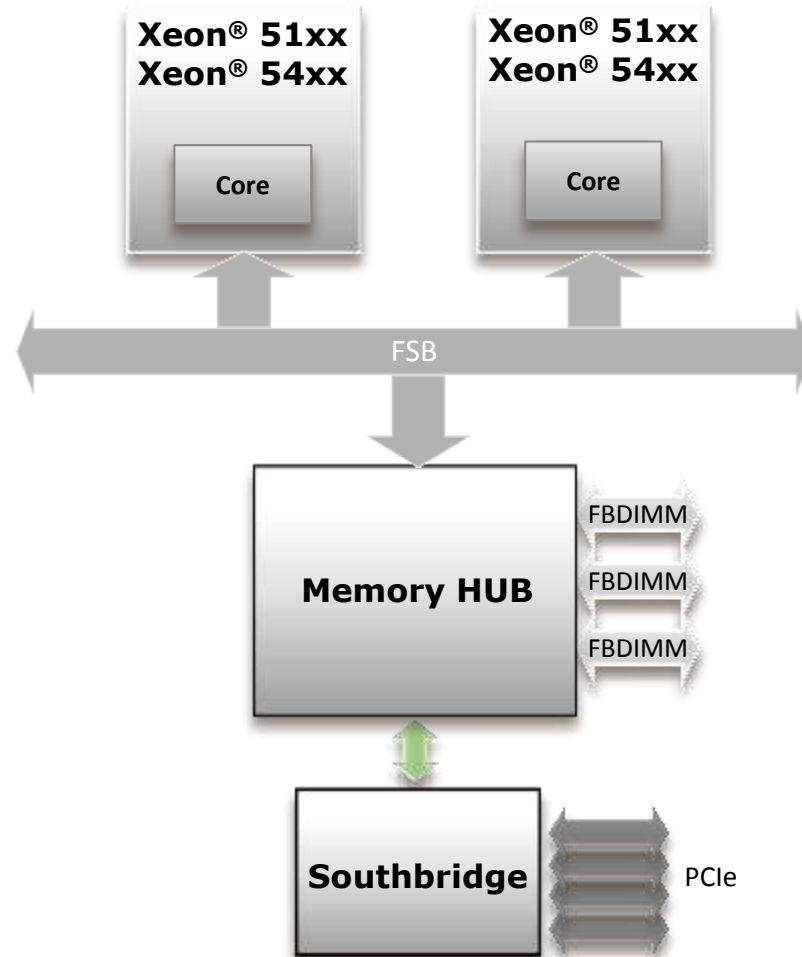 Xeon® 51xx
Xeon® 54xx
Core
Xeon® 51xx
Xeon® 54xx
Core
FSB
Memory HUB
FBDIMM
FBDIMM
FBDIMM
Southbridge
PCIe